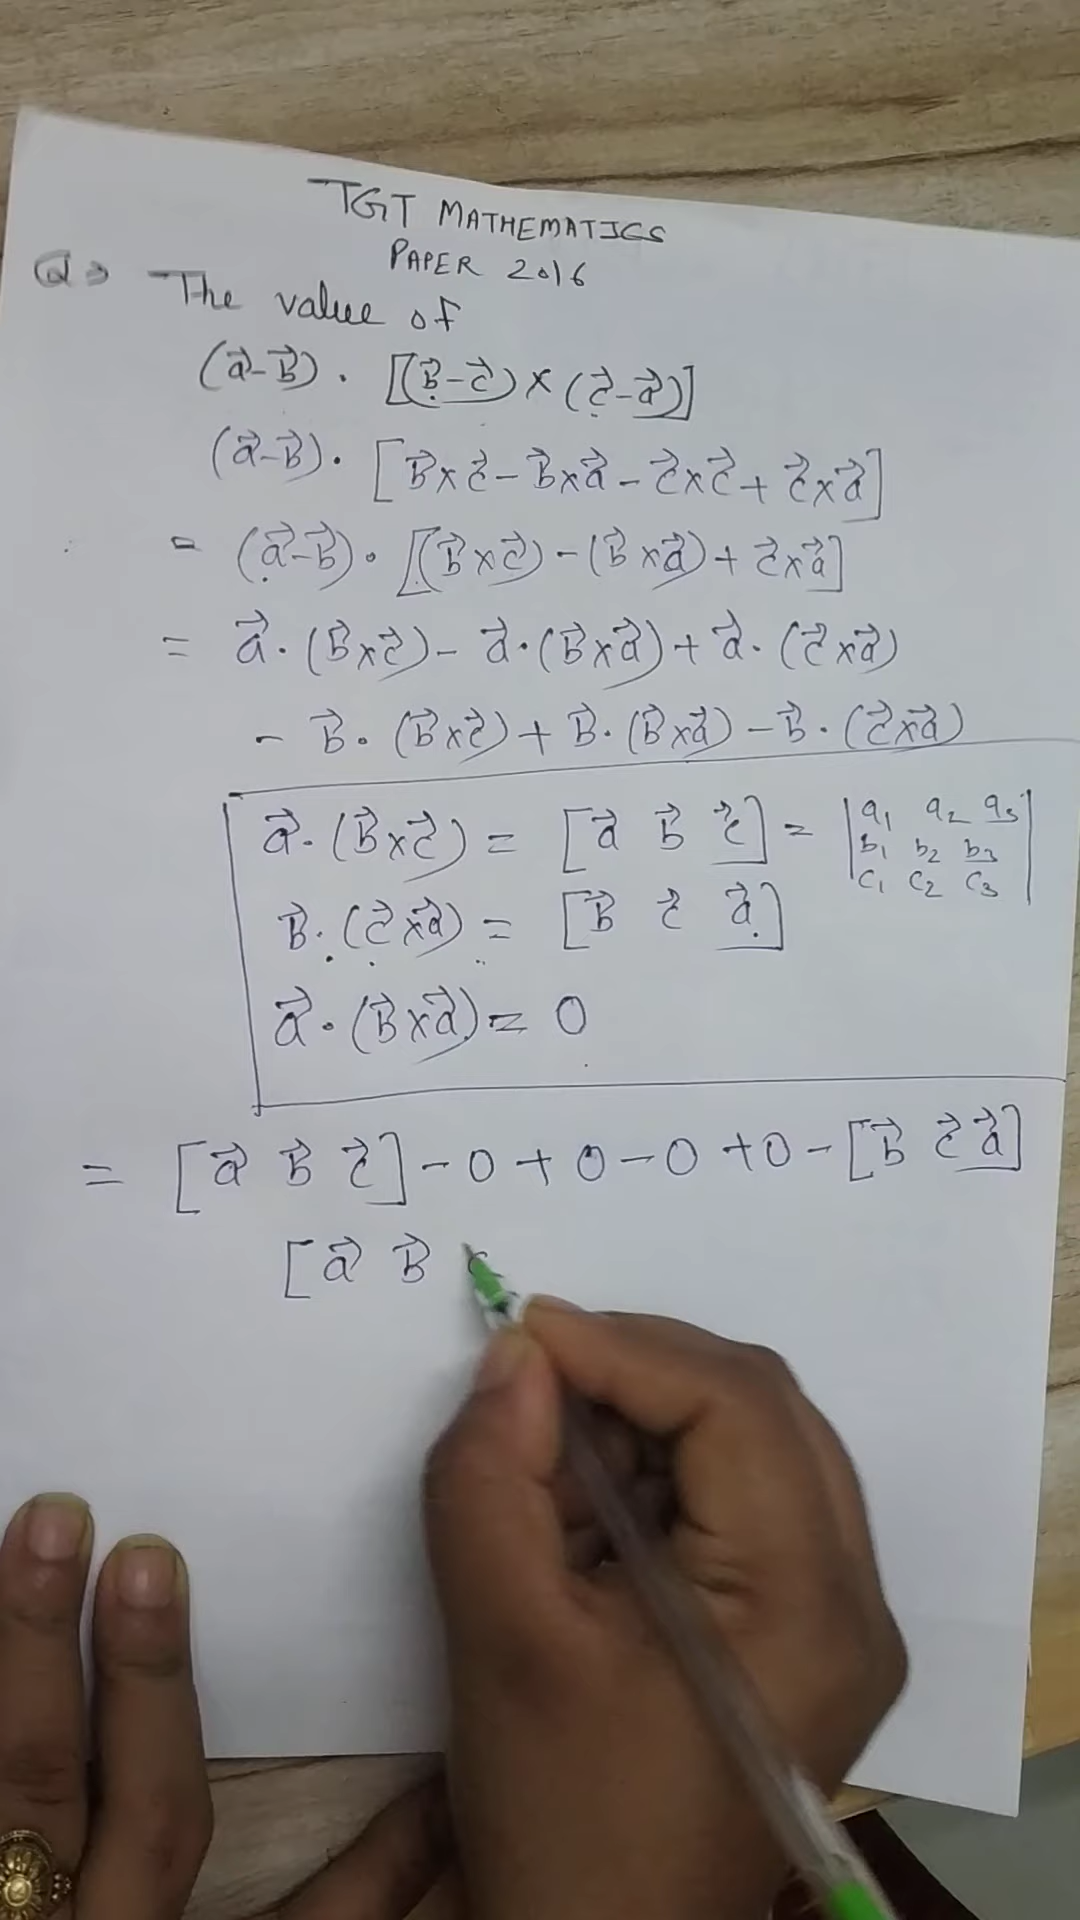 TGT MATHEMATICS
PAPER 2016
Q⇒ The value of
(a⃗-b⃗). [(b⃗-c⃗)×(c⃗-a⃗)]
(a⃗-b⃗). [b⃗×c⃗-b⃗×a⃗-c⃗×c⃗+c⃗×a⃗]
= (a⃗-b⃗). [(b⃗×c⃗)-(b⃗×a⃗)+c⃗×a⃗]
= a⃗.(b⃗×c⃗)-a⃗.(b⃗×a⃗)+a⃗.(c⃗×a⃗)
- b⃗.(b⃗×c⃗)+b⃗.(b⃗×a⃗)-b⃗.(c⃗×a⃗)
a⃗.(b⃗×c⃗) = [a⃗ b⃗ c⃗] = |a₁ a₂ a₃
b₁ b₂ b₃
c₁ c₂ c₃|
b⃗.(c⃗×a⃗) = [b⃗ c⃗ a⃗]
a⃗.(b⃗×a⃗) = 0
= [a⃗ b⃗ c⃗]-0+0-0+0-[b⃗ c⃗ a⃗]
[a⃗ b⃗ c